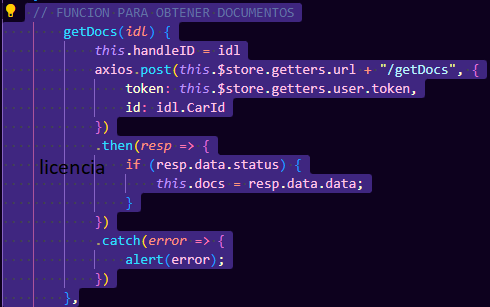 // FUNCION PARA OBTENER DOCUMENTOS
getDocs(idl) {
this.handleID = idl
axios.post(this.$store.getters.url + "/getDocs", {
token: this.$store.getters.user.token,
id: idl.CarId
})
.then(resp => {
licencia if (resp.data.status) {
this.docs = resp.data.data;
}
})
.catch(error => {
alert(error);
})
},